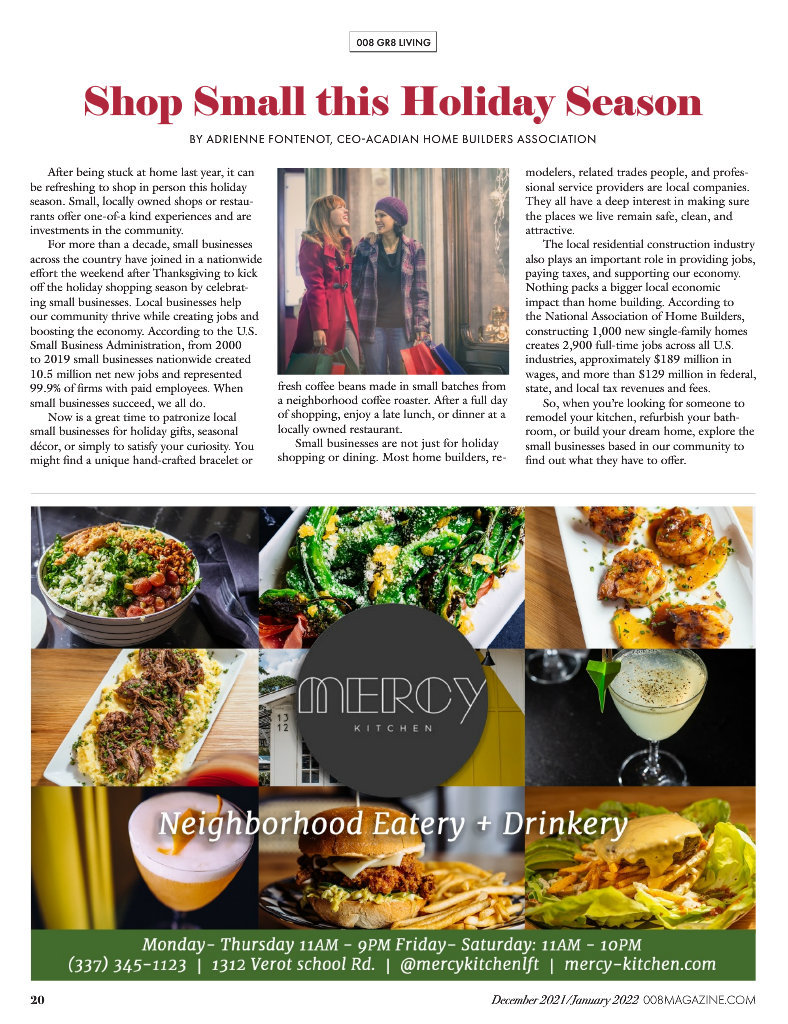 008 GR8 LIVING
Shop Small this Holiday Season
BY ADRIENNE FONTENOT, CEO-ACADIAN HOME BUILDERS ASSOCIATION
After being stuck at home last year, it can
be refreshing to shop in person this holiday
season. Small, locally owned shops or restau-
rants offer one-of-a kind experiences and are
investments in the community.
For more than a decade, small businesses
across the country have joined in a nationwide
effort the weekend after Thanksgiving to kick
off the holiday shopping season by celebrat-
ing small businesses. Local businesses help
our community thrive while creating jobs and
boosting the economy. According to the U.S.
Small Business Administration, from 2000
to 2019 small businesses nationwide created
10.5 million net new jobs and represented
99.9% of firms with paid employees. When
small businesses succeed, we all do.
Now is a great time to patronize local
small businesses for holiday gifts, seasonal
décor, or simply to satisfy your curiosity. You
might find a unique hand-crafted bracelet or
fresh coffee beans made in small batches from
a neighborhood coffee roaster. After a full day
of shopping, enjoy a late lunch, or dinner at a
locally owned restaurant.
Small businesses are not just for holiday
shopping or dining. Most home builders, re-
modelers, related trades people, and profes-
sional service providers are local companies.
They all have a deep interest in making sure
the places we live remain safe, clean, and
attractive.
The local residential construction industry
also plays an important role in providing jobs,
paying taxes, and supporting our economy.
Nothing packs a bigger local economic
impact than home building. According to
the National Association of Home Builders,
constructing 1,000 new single-family homes
creates 2,900 full-time jobs across all U.S.
industries, approximately $189 million in
wages, and more than $129 million in federal,
state, and local tax revenues and fees.
So, when you're looking for someone to
remodel your kitchen, refurbish your bath-
room, or build your dream home, explore the
small businesses based in our community to
find out what they have to offer.
MERCY
KITCHEN
13
12
Neighborhood Eatery + Drinkery
Monday- Thursday 11AM - 9PM Friday- Saturday: 11AM - 10PM
(337) 345-1123 | 1312 Verot school Rd. | @mercykitchenlft | mercy-kitchen.com
20
December 2021/January 2022 008MAGAZINE.COM